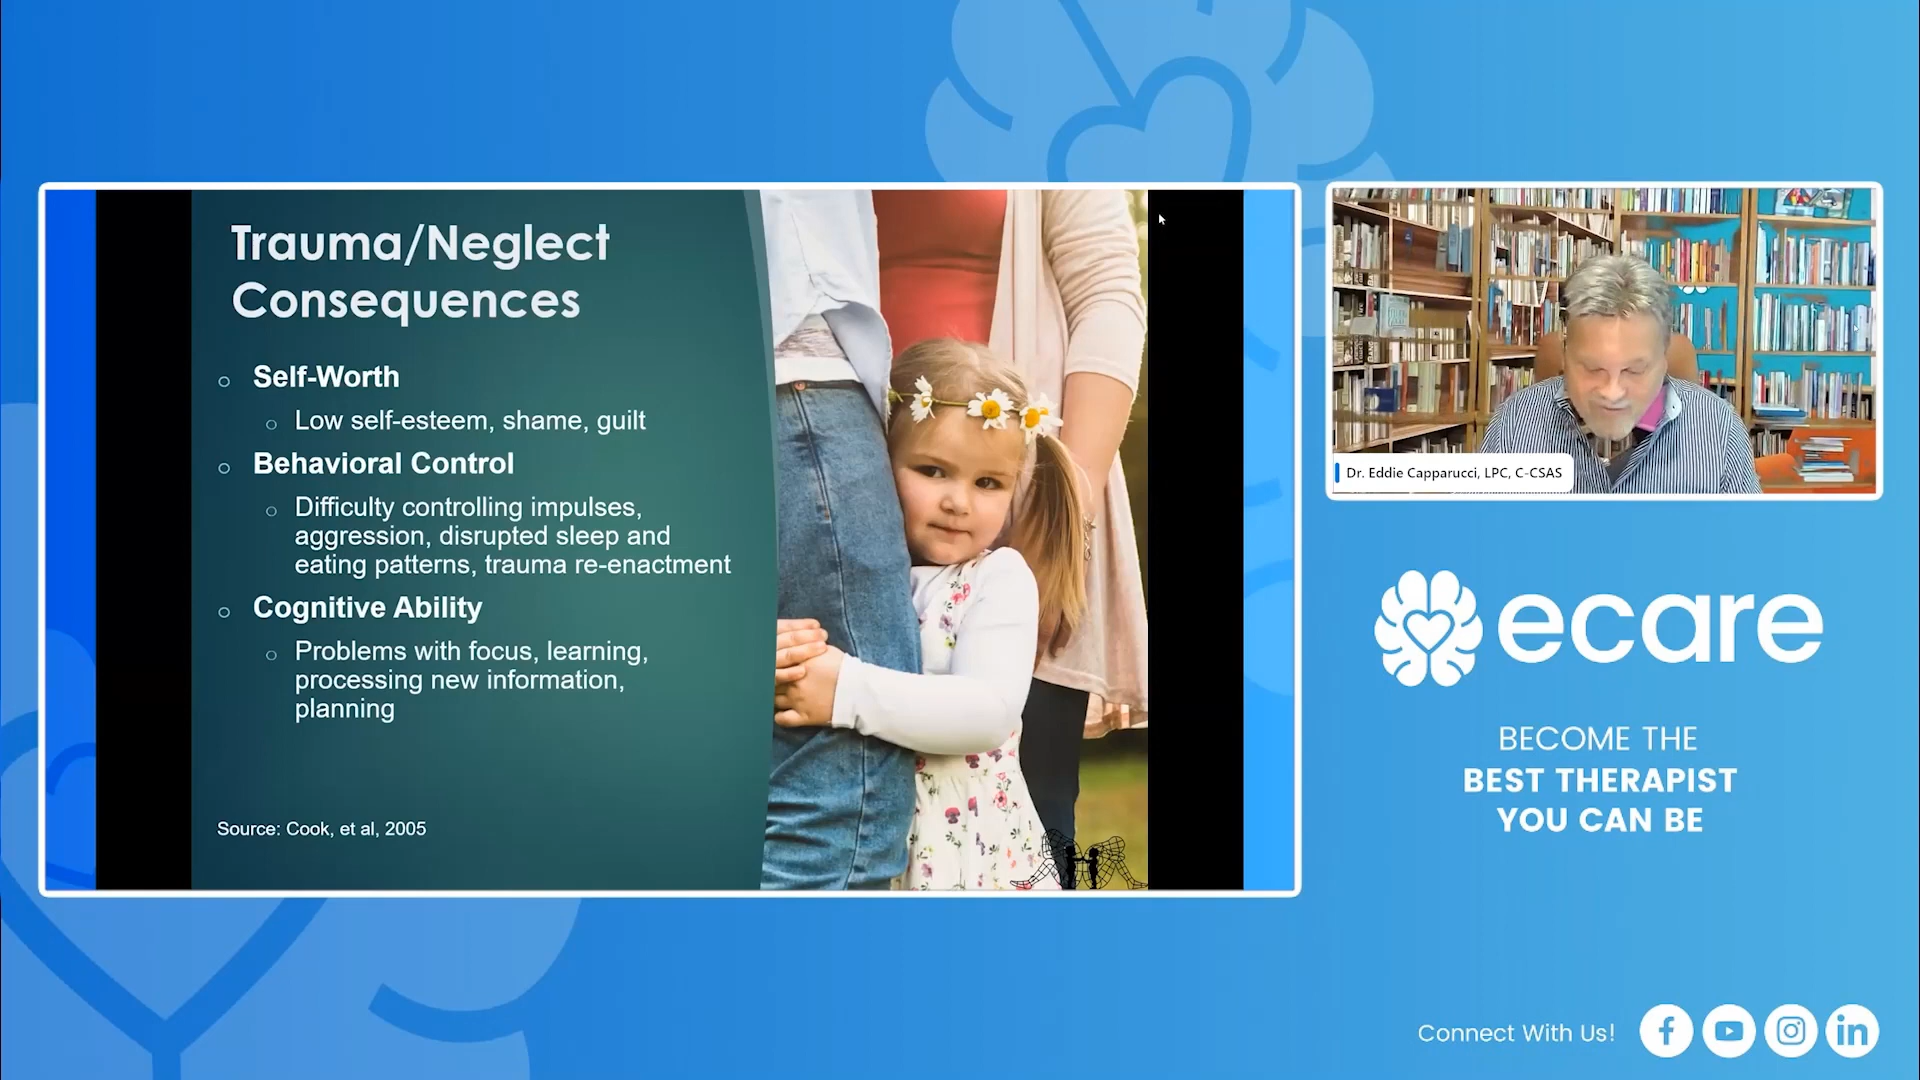 Trauma/Neglect
Consequences
Self-Worth
Low self-esteem, shame, guilt
Behavioral Control
Difficulty controlling impulses,
aggression, disrupted sleep and
eating patterns, trauma re-enactment
Cognitive Ability
Problems with focus, learning,
processing new information,
planning
Source: Cook, et al, 2005
Dr. Eddie Capparucci, LPC, C-CSAS
ecare
BECOME THE
BEST THERAPIST
YOU CAN BE
Connect With Us!